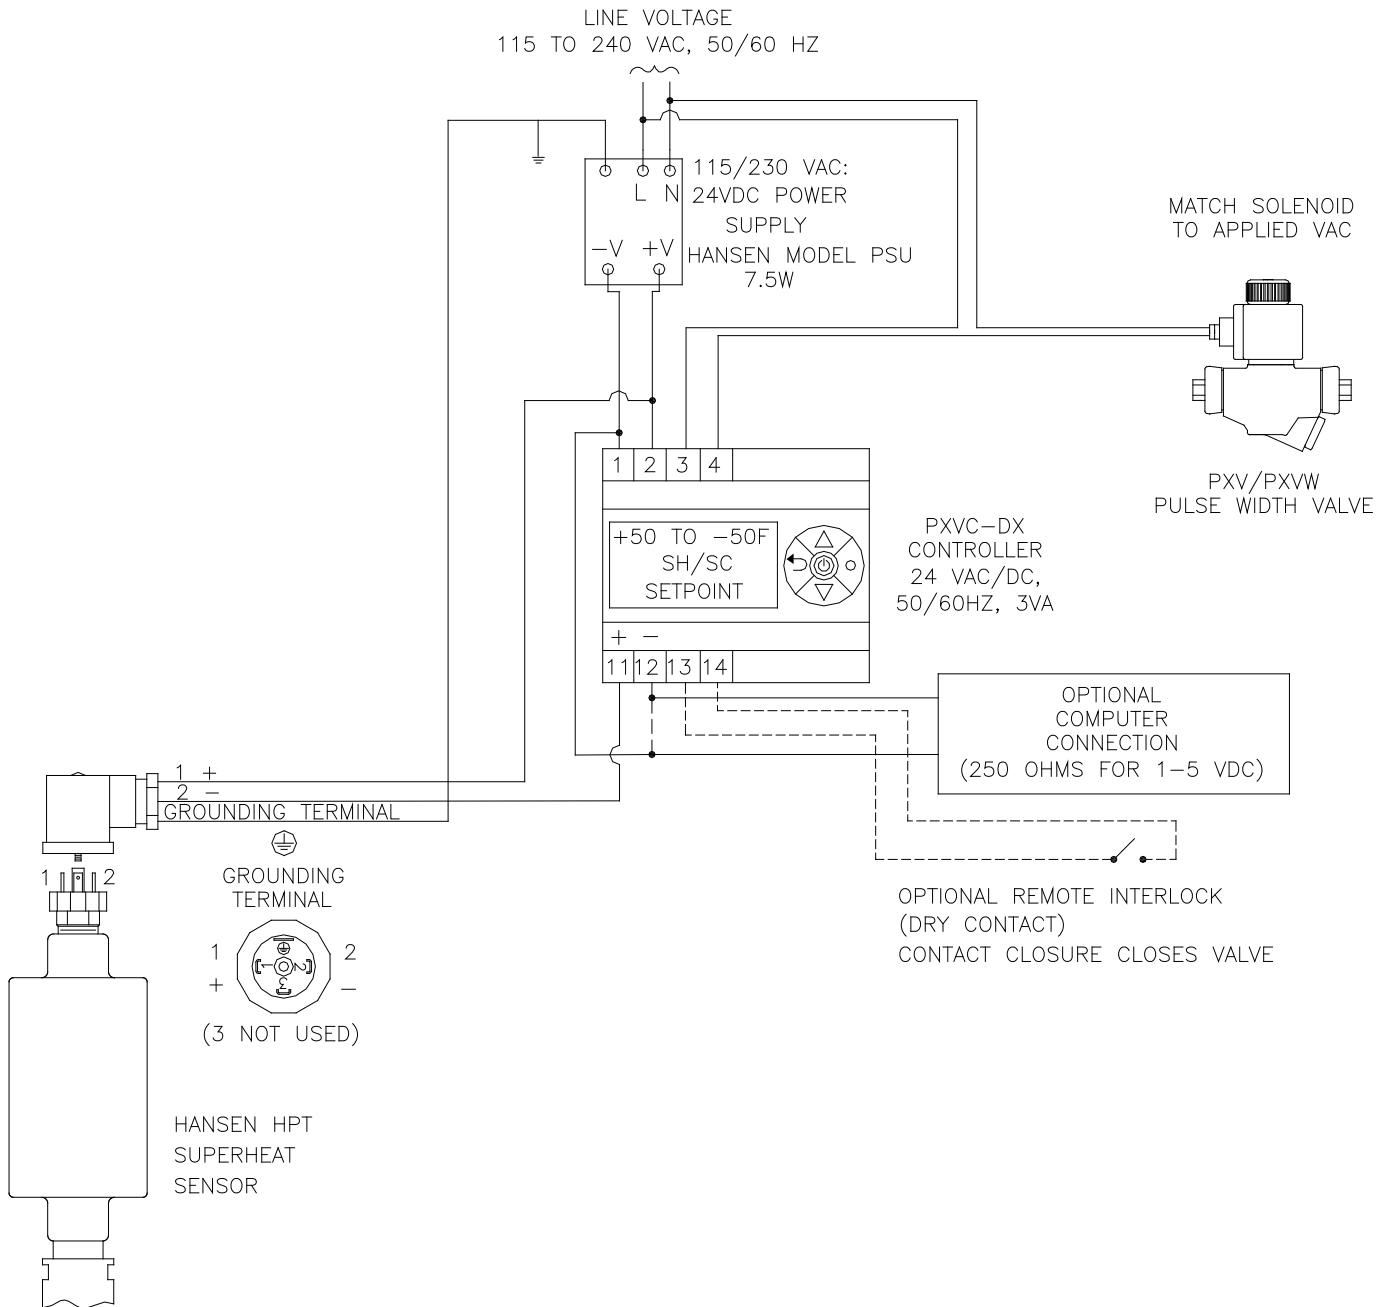 LINE VOLTAGE
115 TO 240 VAC, 50/60 HZ
L N
115/230 VAC:
24VDC POWER
SUPPLY
HANSEN MODEL PSU
7.5W
−V +V
MATCH SOLENOID
TO APPLIED VAC
PXV/PXVW
PULSE WIDTH VALVE
1 2 3 4
+50 TO −50F
SH/SC
SETPOINT
PXVC−DX
CONTROLLER
24 VAC/DC,
50/60HZ, 3VA
+ −
11 12 13 14
OPTIONAL
COMPUTER
CONNECTION
(250 OHMS FOR 1−5 VDC)
1 +
2 −
GROUNDING TERMINAL
1 2
GROUNDING
TERMINAL
1 2
+ −
1 2
3
(3 NOT USED)
OPTIONAL REMOTE INTERLOCK
(DRY CONTACT)
CONTACT CLOSURE CLOSES VALVE
HANSEN HPT
SUPERHEAT
SENSOR